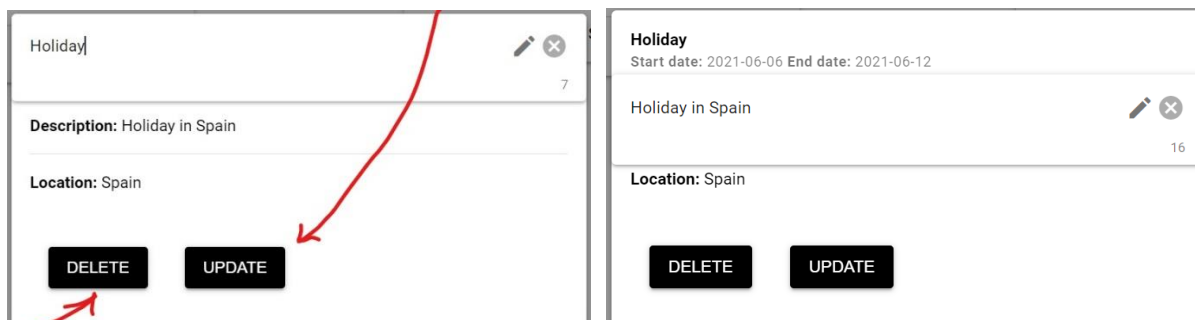 Holiday
7
Description: Holiday in Spain
Location: Spain
DELETE UPDATE
Holiday
Start date: 2021-06-06 End date: 2021-06-12
Holiday in Spain
16
Location: Spain
DELETE UPDATE